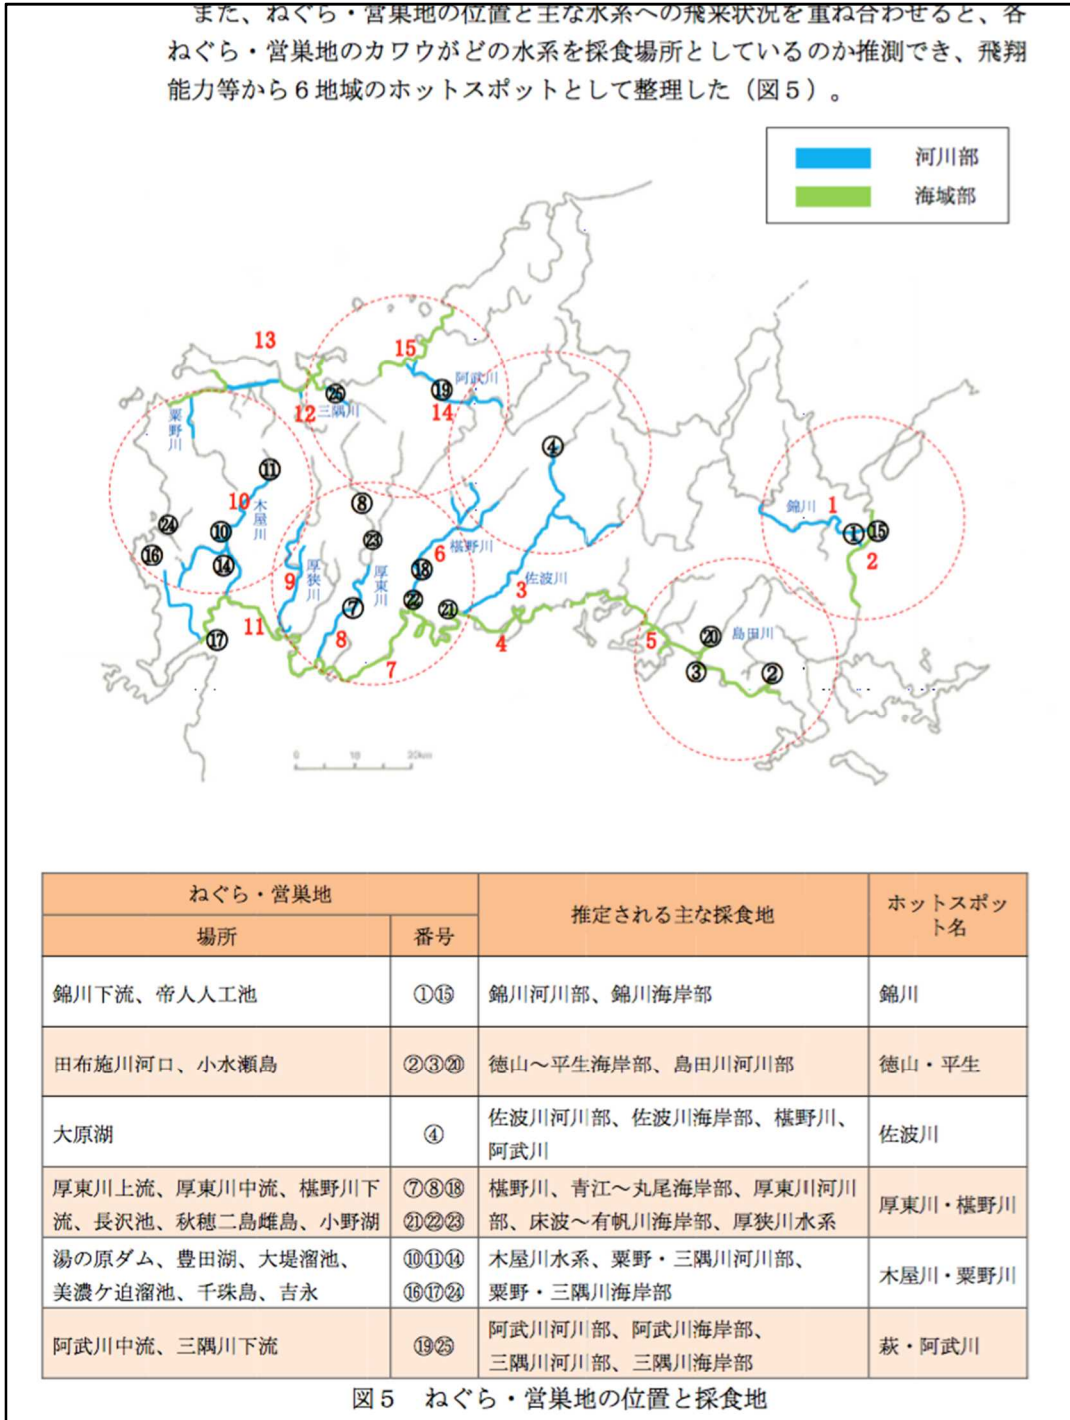 また、ねぐら・営巣地の位置と主な水系への飛来状況を重ね合わせると、各
ねぐら・営巣地のカワウがどの水系を採食場所としているのか推測でき、飛翔
能力等から６地域のホットスポットとして整理した（図５）。
河川部
海域部
13
15
⑲
阿武川
14
12
㉕
三隅川
粟野川
④
⑪
10
木屋川
⑧
㉔
⑩
⑯
⑭
㉓
6
椹野川
錦川
1
①
⑮
2
9
厚狭川
厚東川
⑱
佐波川
3
㉒
㉑
⑦
⑰
11
8
7
4
5
⑳
島田川
③
②
0
10
20km
ねぐら・営巣地
推定される主な採食地
ホットスポッ
ト名
場所
番号
錦川下流、帝人人工池
①⑮
錦川河川部、錦川海岸部
錦川
田布施川河口、小水瀬島
②③⑳
徳山～平生海岸部、島田川河川部
徳山・平生
大原湖
④
佐波川河川部、佐波川海岸部、椹野川、
阿武川
佐波川
厚東川上流、厚東川中流、椹野川下
流、長沢池、秋穂二島雌島、小野湖
⑦⑧⑱
㉑㉒㉓
椹野川、青江～丸尾海岸部、厚東川河川
部、床波～有帆川海岸部、厚狭川水系
厚東川・椹野川
湯の原ダム、豊田湖、大堤溜池、
美濃ケ迫溜池、千珠島、吉永
⑩⑪⑭
⑯⑰㉔
木屋川水系、粟野・三隅川河川部、
粟野・三隅川海岸部
木屋川・粟野川
阿武川中流、三隅川下流
⑲㉕
阿武川河川部、阿武川海岸部、
三隅川河川部、三隅川海岸部
萩・阿武川
図５　ねぐら・営巣地の位置と採食地